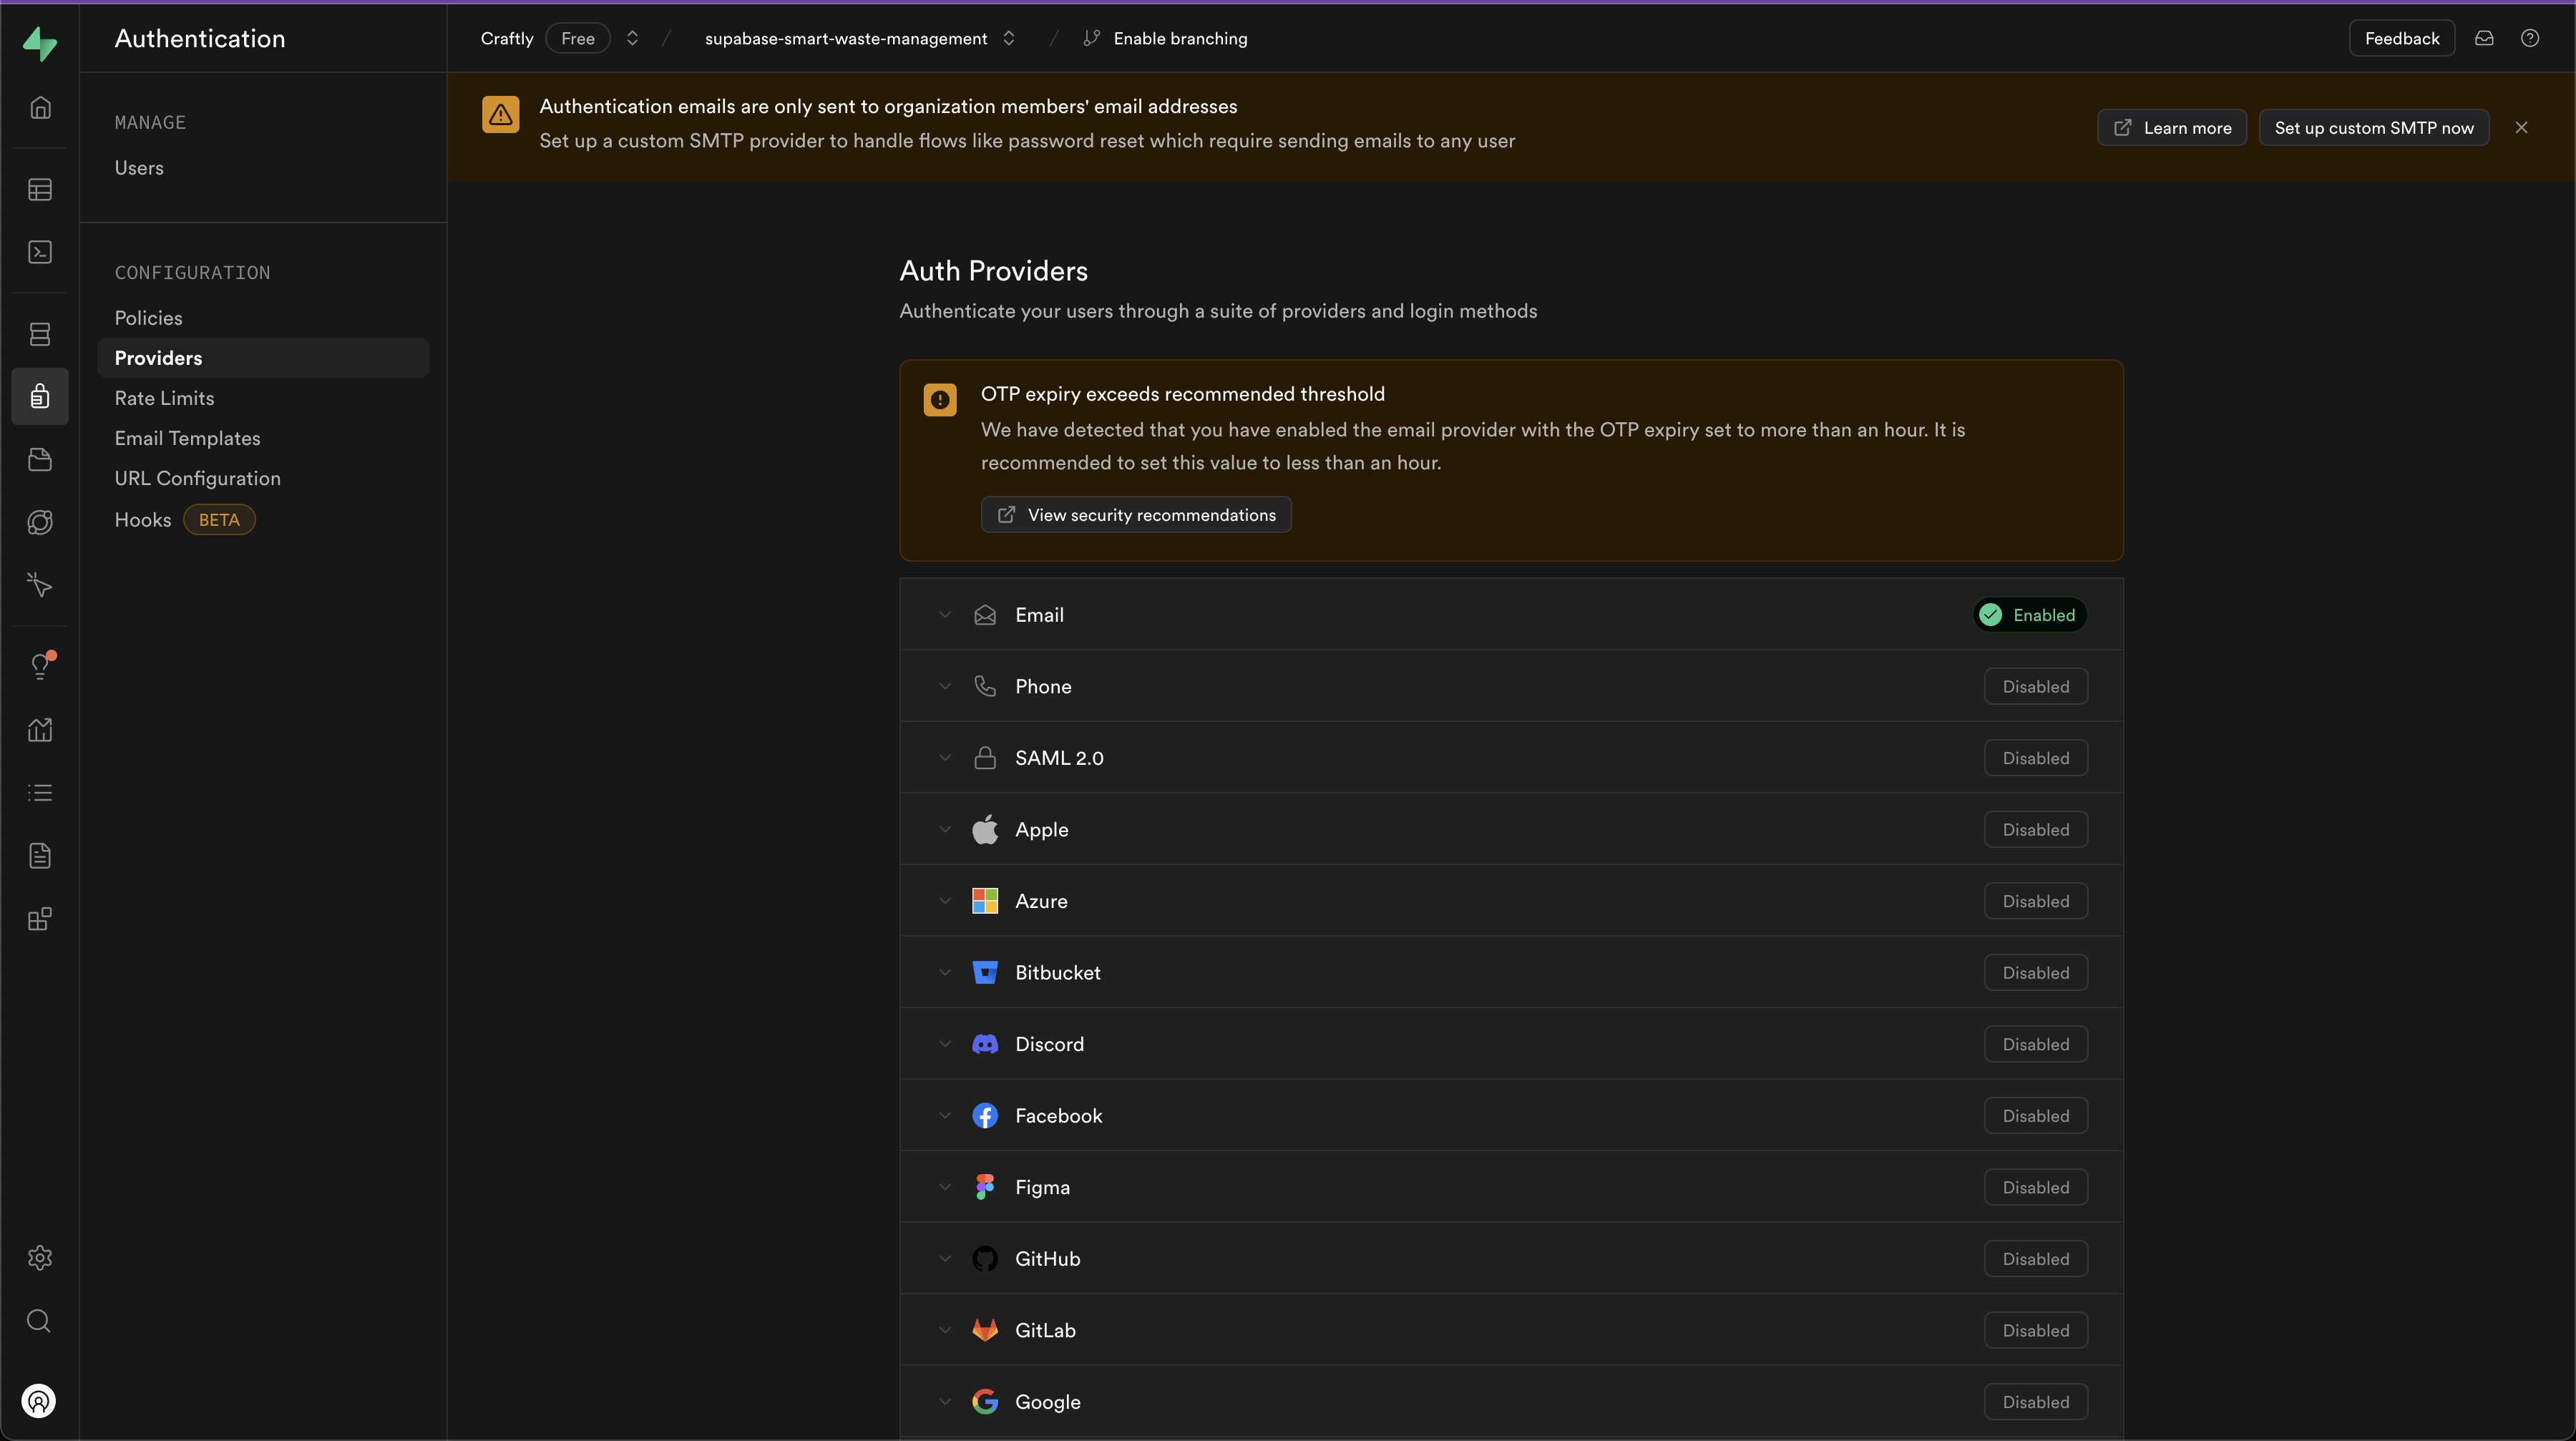 Authentication
Craftly Free / supabase-smart-waste-management / Enable branching
Feedback
MANAGE
Users
CONFIGURATION
Policies
Providers
Rate Limits
Email Templates
URL Configuration
Hooks BETA
Authentication emails are only sent to organization members' email addresses
Set up a custom SMTP provider to handle flows like password reset which require sending emails to any user
Learn more
Set up custom SMTP now
Auth Providers
Authenticate your users through a suite of providers and login methods
OTP expiry exceeds recommended threshold
We have detected that you have enabled the email provider with the OTP expiry set to more than an hour. It is
recommended to set this value to less than an hour.
View security recommendations
Email Enabled
Phone Disabled
SAML 2.0 Disabled
Apple Disabled
Azure Disabled
Bitbucket Disabled
Discord Disabled
Facebook Disabled
Figma Disabled
GitHub Disabled
GitLab Disabled
Google Disabled